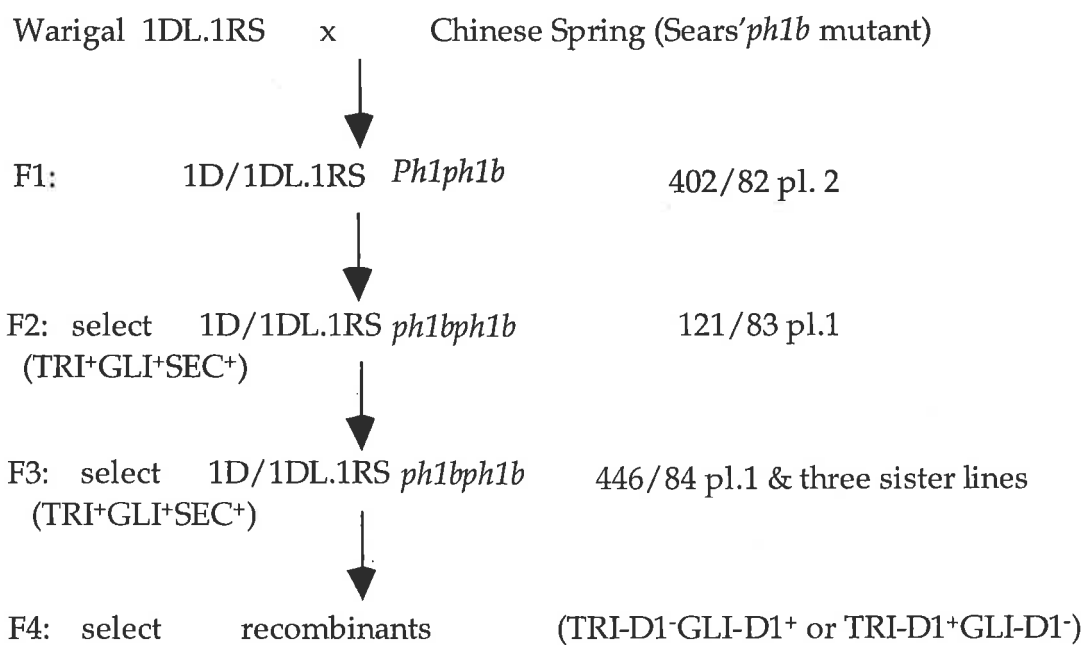 Warigal 1DL.1RS x Chinese Spring (Sears'ph1b mutant)
F1: 1D/1DL.1RS Ph1ph1b 402/82 pl. 2
F2: select 1D/1DL.1RS ph1bph1b 121/83 pl.1
(TRI⁺GLI⁺SEC⁺)
F3: select 1D/1DL.1RS ph1bph1b 446/84 pl.1 & three sister lines
(TRI⁺GLI⁺SEC⁺)
F4: select recombinants (TRI-D1⁻GLI-D1⁺ or TRI-D1⁺GLI-D1⁻)